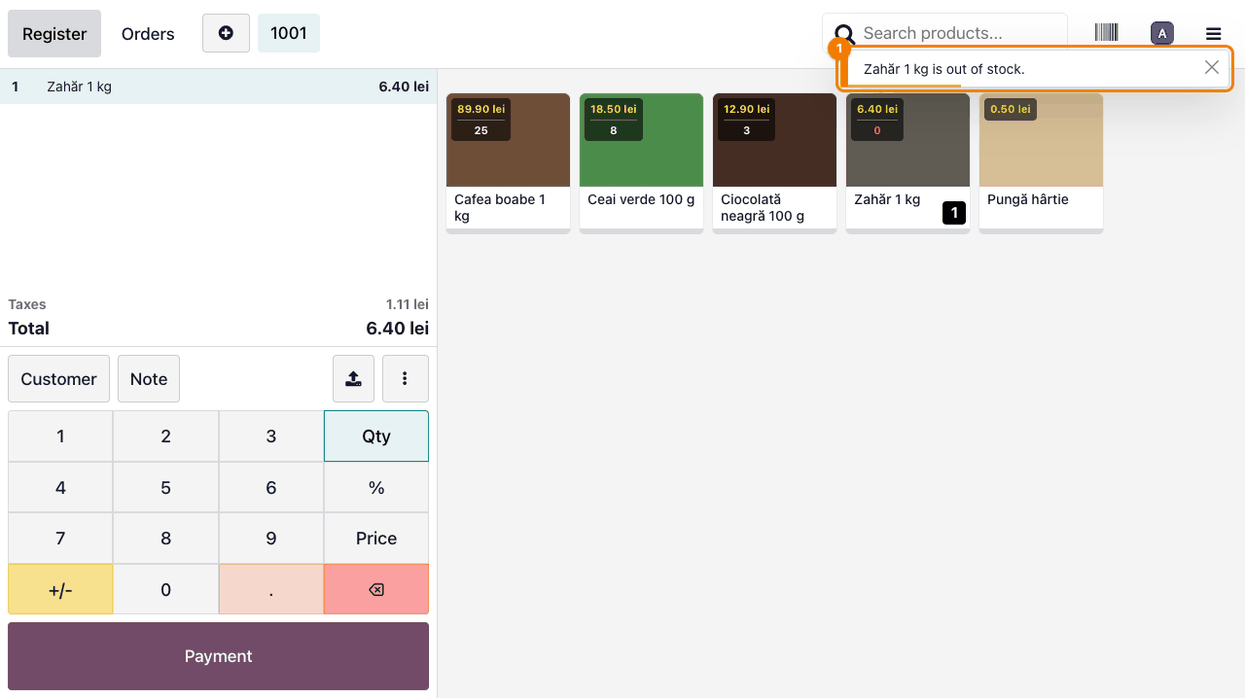 Register
Orders
1001
Search products...
A
1
Zahăr 1 kg is out of stock.
1 Zahăr 1 kg 6.40 lei
89.90 lei
25
Cafea boabe 1 kg
18.50 lei
8
Ceai verde 100 g
12.90 lei
3
Ciocolată neagră 100 g
6.40 lei
0
Zahăr 1 kg
1
0.50 lei
Pungă hârtie
Taxes 1.11 lei
Total 6.40 lei
Customer
Note
1 2 3 Qty
4 5 6 %
7 8 9 Price
+/- 0 .
Payment